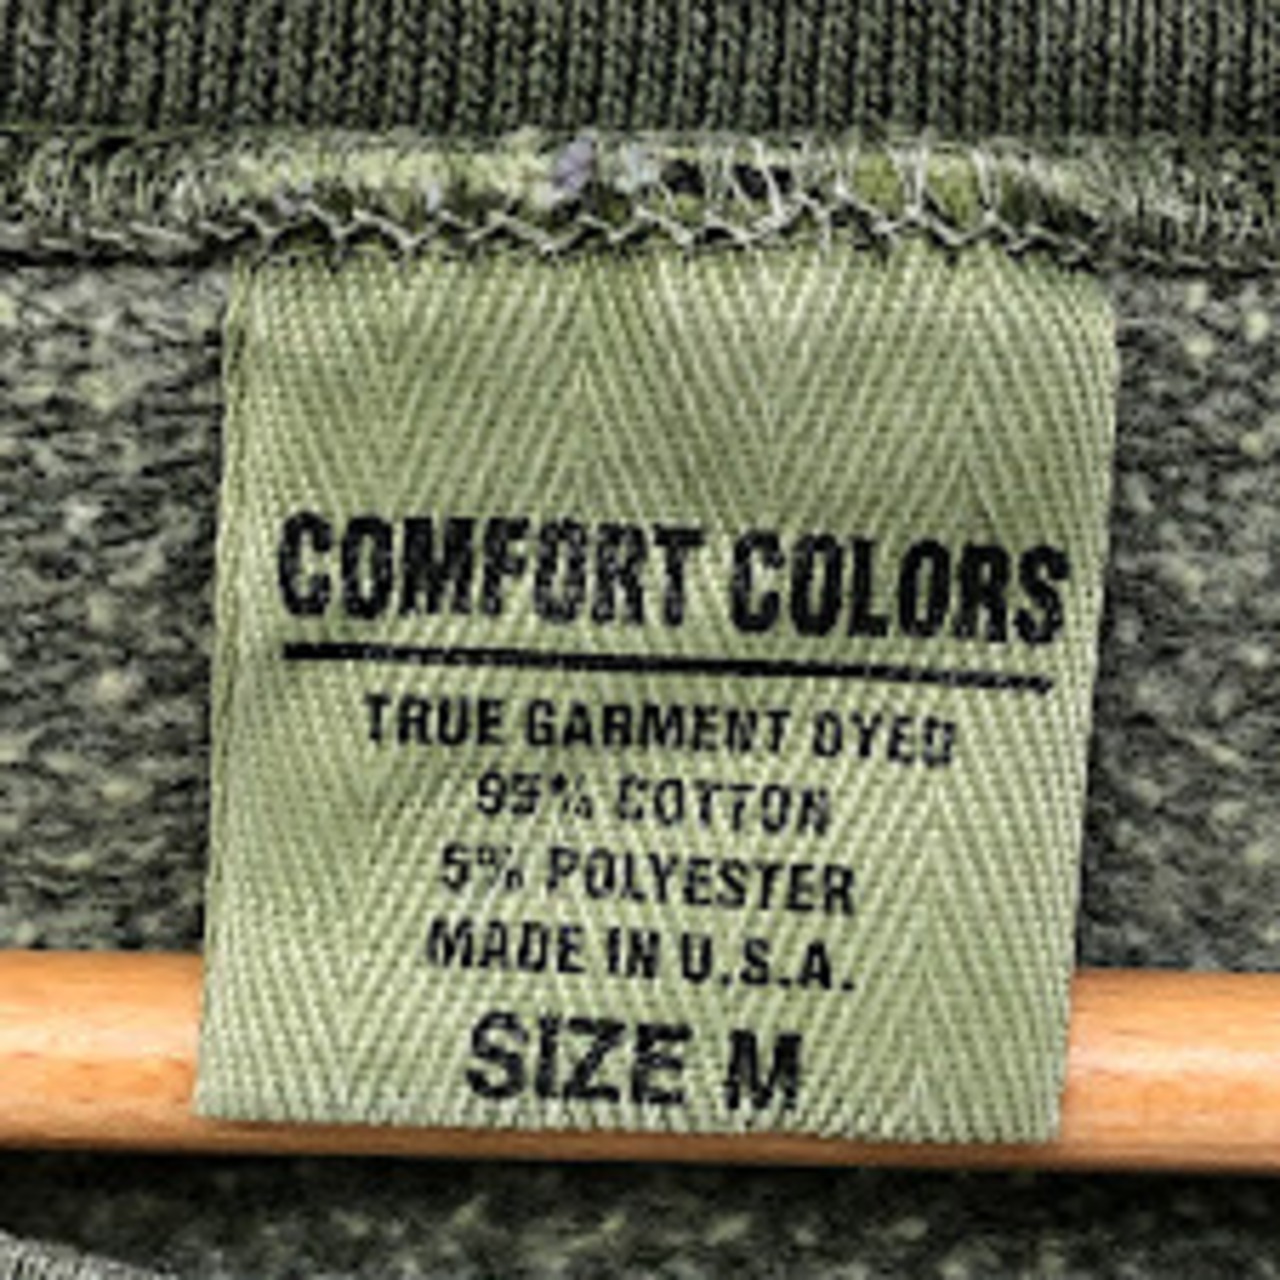 COMFORT COLORS
TRUE GARMENT DYED
95% COTTON
5% POLYESTER
MADE IN U.S.A.
SIZE M